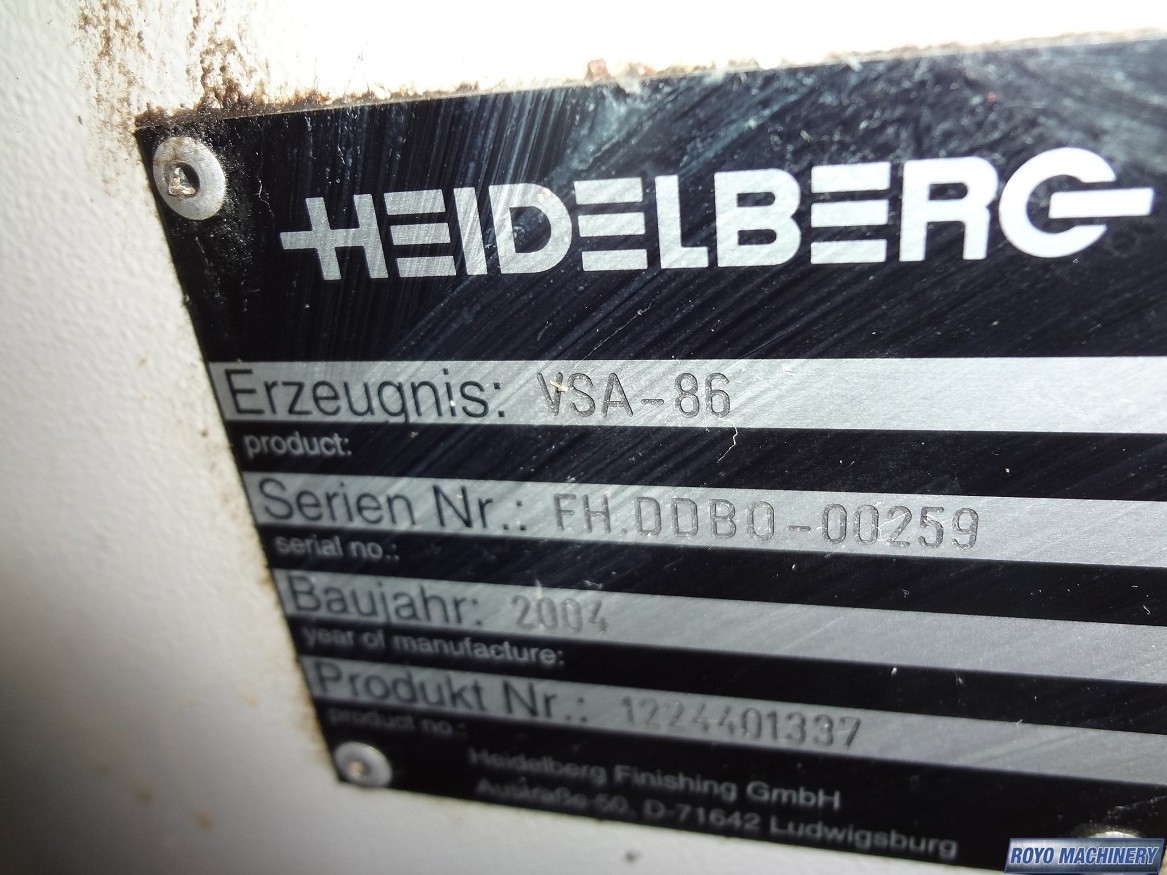 HEIDELBERG
Erzeugnis: VSA-86
product:
Serien Nr.: FH.DDBO-00259
serial no.:
Baujahr: 2004
year of manufacture:
Produkt Nr.: 1224401337
product no.:
Heidelberg Finishing GmbH
Austraße 50, D-71642 Ludwigsburg
ROYO MACHINERY